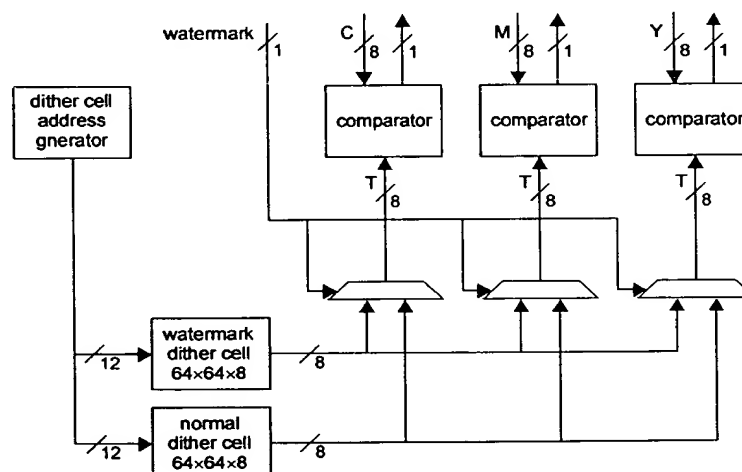 watermark 1 C 8 1 M 8 1 Y 8 1
dither cell
address
gnerator
comparator comparator comparator
T 8 T 8 T 8
watermark
dither cell
64×64×8
12 8
normal
dither cell
64×64×8
12 8